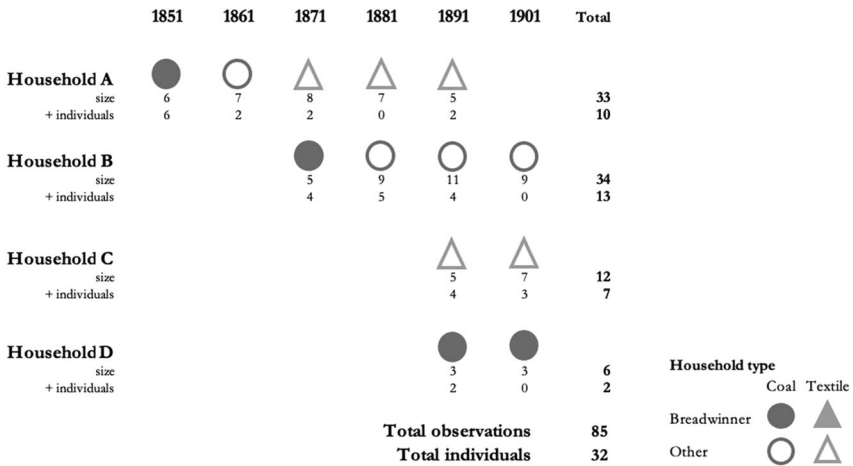 1851 1861 1871 1881 1891 1901 Total
Household A
size 6 7 8 7 5 33
+ individuals 6 2 2 0 2 10
Household B
size 5 9 11 9 34
+ individuals 4 5 4 0 13
Household C
size 5 7 12
+ individuals 4 3 7
Household D
size 3 3 6
+ individuals 2 0 2
Total observations 85
Total individuals 32
Household type
Coal Textile
Breadwinner
Other